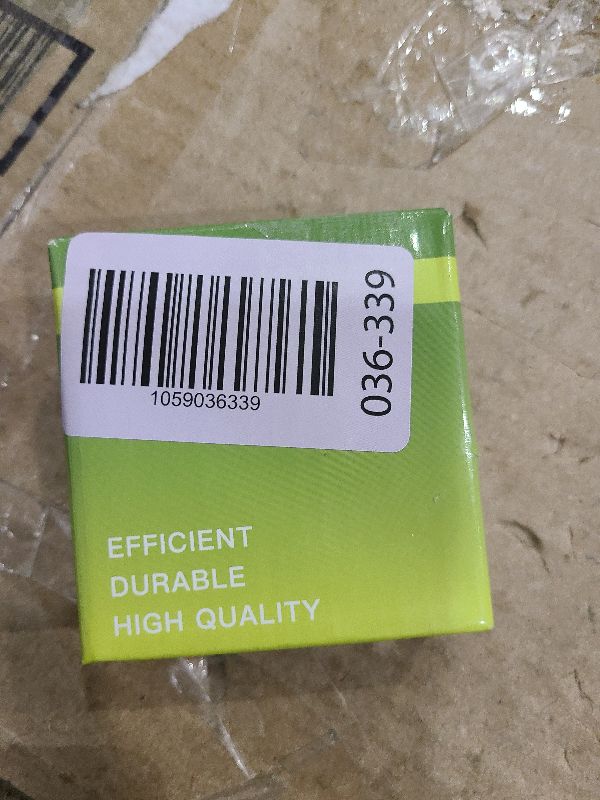 1059036339
036-339
EFFICIENT
DURABLE
HIGH QUALITY